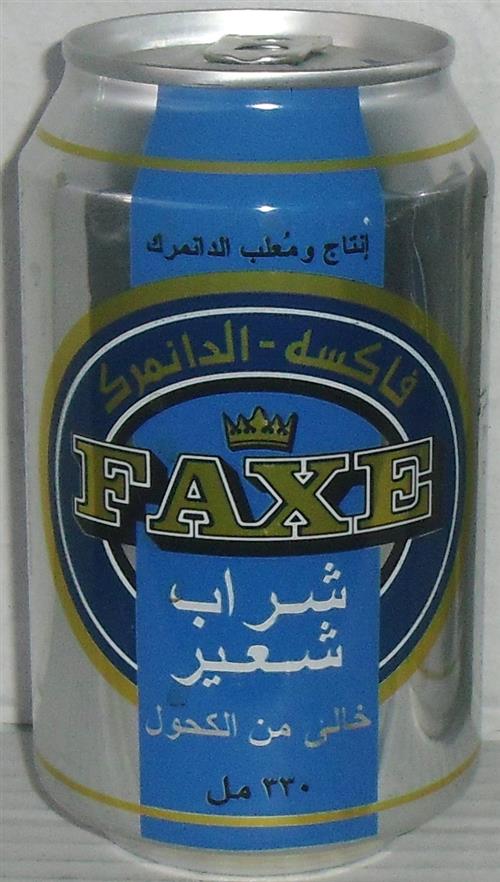 إنتاج ومُعلب الدانمرك
فاكسه - الدانمرك
FAXE
شراب
شعير
خالي من الكحول
٣٣٠ مل